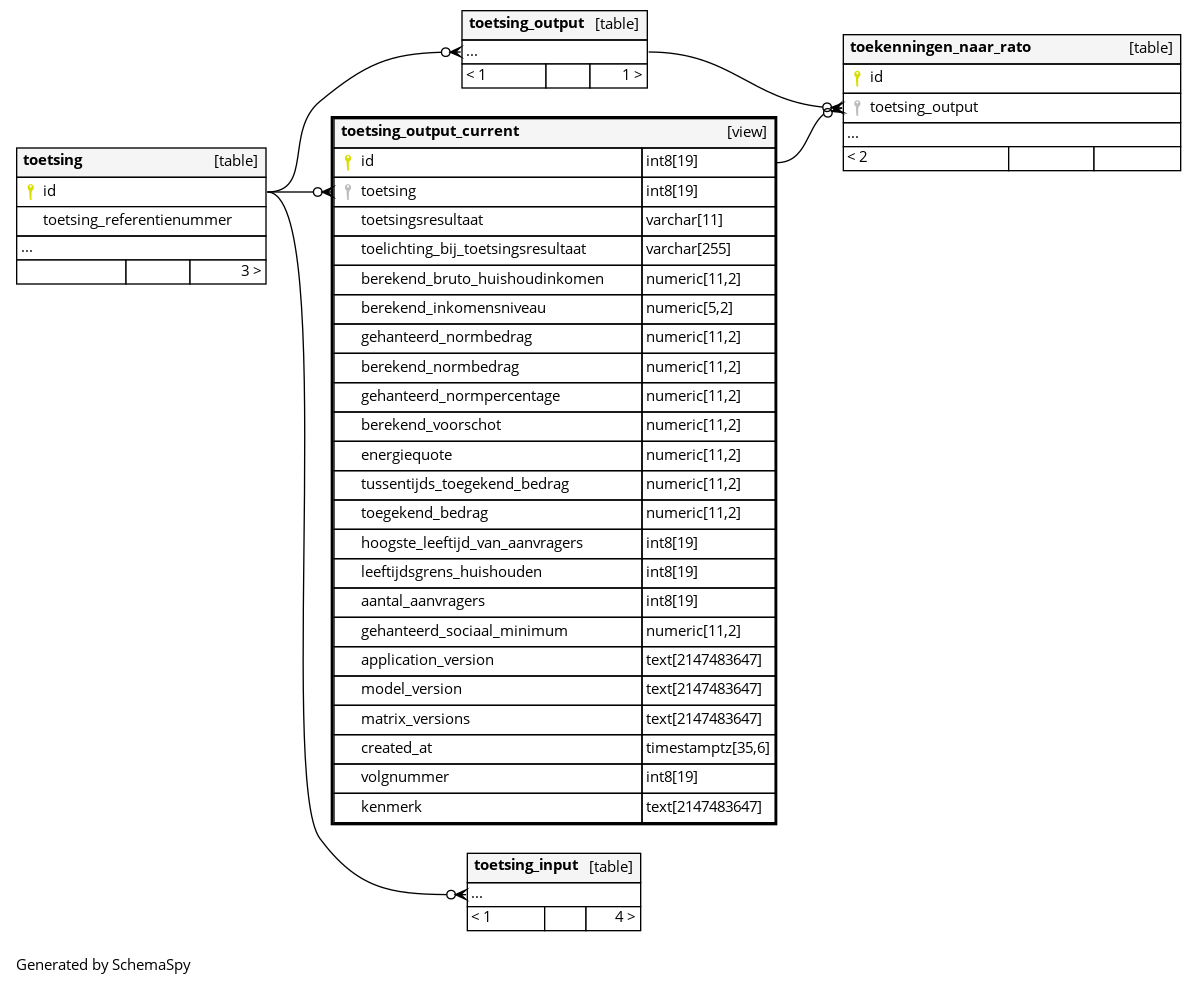 toetsing_output [table]
...
< 1 1 >
toekenningen_naar_rato [table]
id
toetsing_output
...
< 2
toetsing [table]
id
toetsing_referentienummer
...
3 >
toetsing_output_current [view]
id int8[19]
toetsing int8[19]
toetsingsresultaat varchar[11]
toelichting_bij_toetsingsresultaat varchar[255]
berekend_bruto_huishoudinkomen numeric[11,2]
berekend_inkomensniveau numeric[5,2]
gehanteerd_normbedrag numeric[11,2]
berekend_normbedrag numeric[11,2]
gehanteerd_normpercentage numeric[11,2]
berekend_voorschot numeric[11,2]
energiequote numeric[11,2]
tussentijds_toegekend_bedrag numeric[11,2]
toegekend_bedrag numeric[11,2]
hoogste_leeftijd_van_aanvragers int8[19]
leeftijdsgrens_huishouden int8[19]
aantal_aanvragers int8[19]
gehanteerd_sociaal_minimum numeric[11,2]
application_version text[2147483647]
model_version text[2147483647]
matrix_versions text[2147483647]
created_at timestamptz[35,6]
volgnummer int8[19]
kenmerk text[2147483647]
toetsing_input [table]
...
< 1 4 >
Generated by SchemaSpy